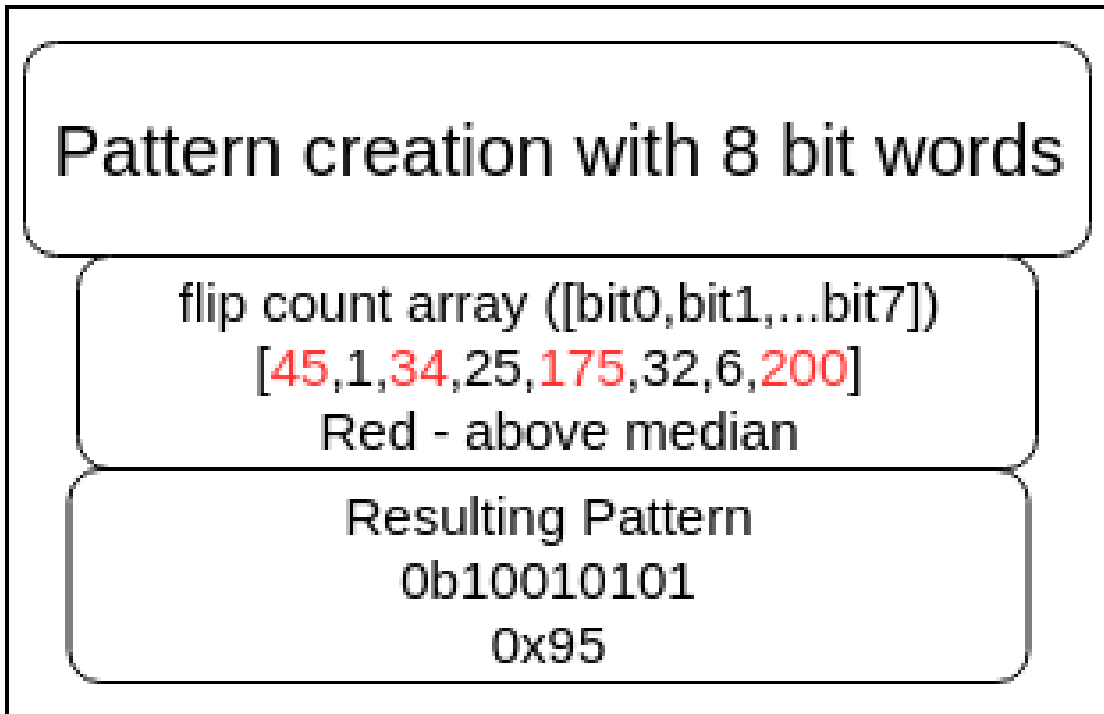 Pattern creation with 8 bit words
flip count array ([bit0,bit1,...bit7])
[45,1,34,25,175,32,6,200]
Red - above median
Resulting Pattern
0b10010101
0x95